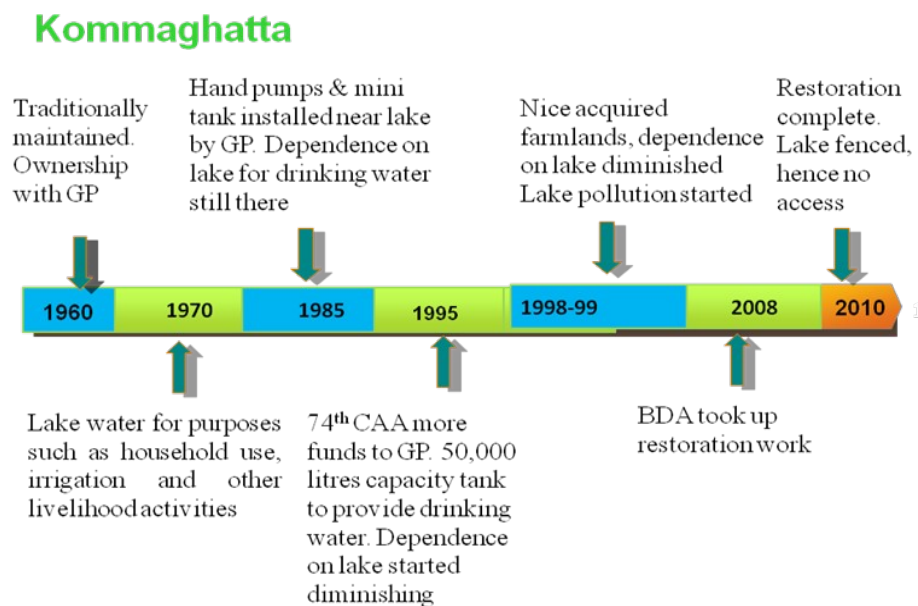 Kommaghatta
Traditionally
maintained.
Ownership
with GP
Hand pumps & mini
tank installed near lake
by GP. Dependence on
lake for drinking water
still there
Nice acquired
farmlands, dependence
on lake diminished
Lake pollution started
Restoration
complete.
Lake fenced,
hence no
access
1960
1970
1985
1995
1998-99
2008
2010
Lake water for purposes
such as household use,
irrigation and other
livelihood activities
74th CAA more
funds to GP. 50,000
litres capacity tank
to provide drinking
water. Dependence
on lake started
diminishing
BDA took up
restoration work